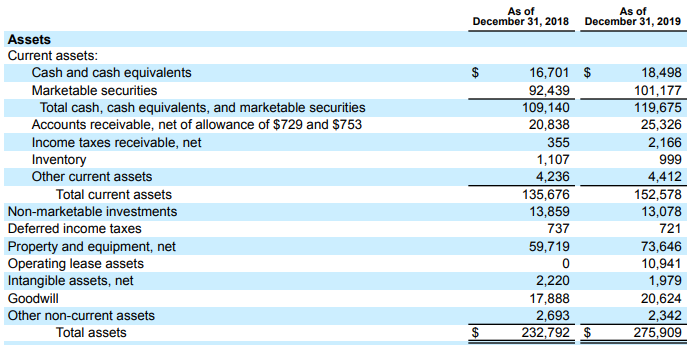 As of As of
December 31, 2018 December 31, 2019
Assets
Current assets:
Cash and cash equivalents $ 16,701 $ 18,498
Marketable securities 92,439 101,177
Total cash, cash equivalents, and marketable securities 109,140 119,675
Accounts receivable, net of allowance of $729 and $753 20,838 25,326
Income taxes receivable, net 355 2,166
Inventory 1,107 999
Other current assets 4,236 4,412
Total current assets 135,676 152,578
Non-marketable investments 13,859 13,078
Deferred income taxes 737 721
Property and equipment, net 59,719 73,646
Operating lease assets 0 10,941
Intangible assets, net 2,220 1,979
Goodwill 17,888 20,624
Other non-current assets 2,693 2,342
Total assets $ 232,792 $ 275,909